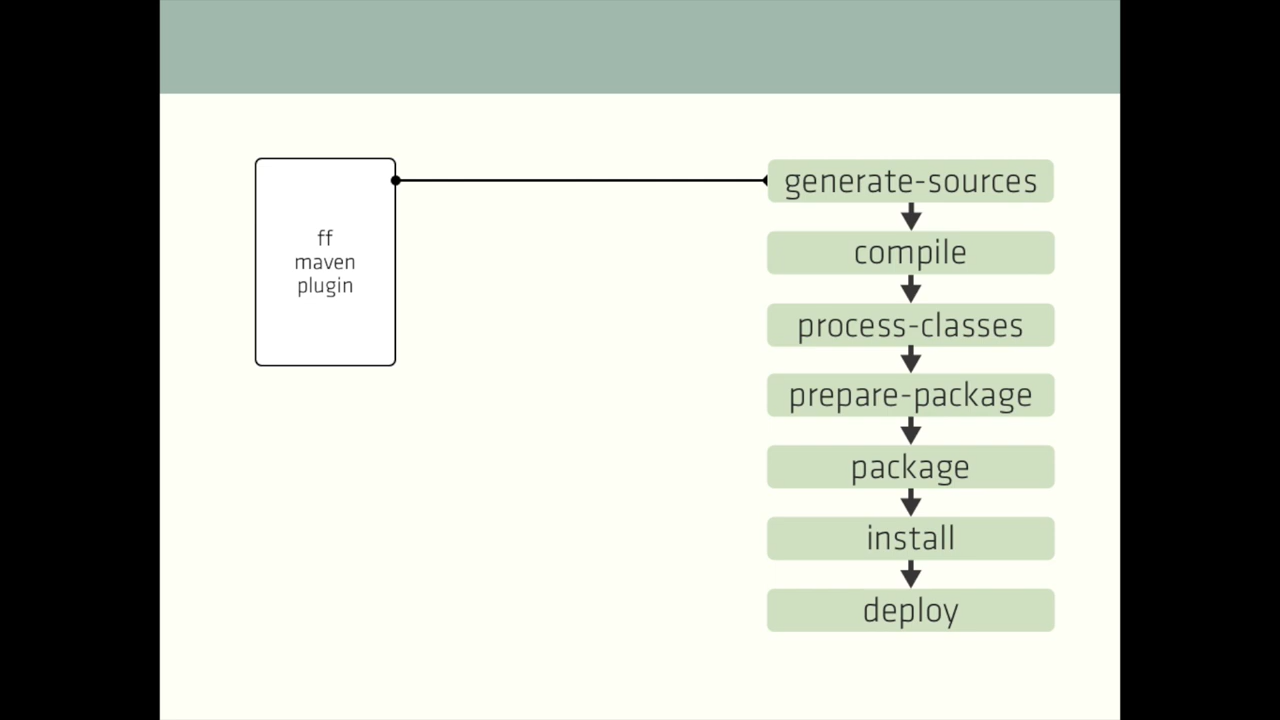 ff
maven
plugin
generate-sources
compile
process-classes
prepare-package
package
install
deploy